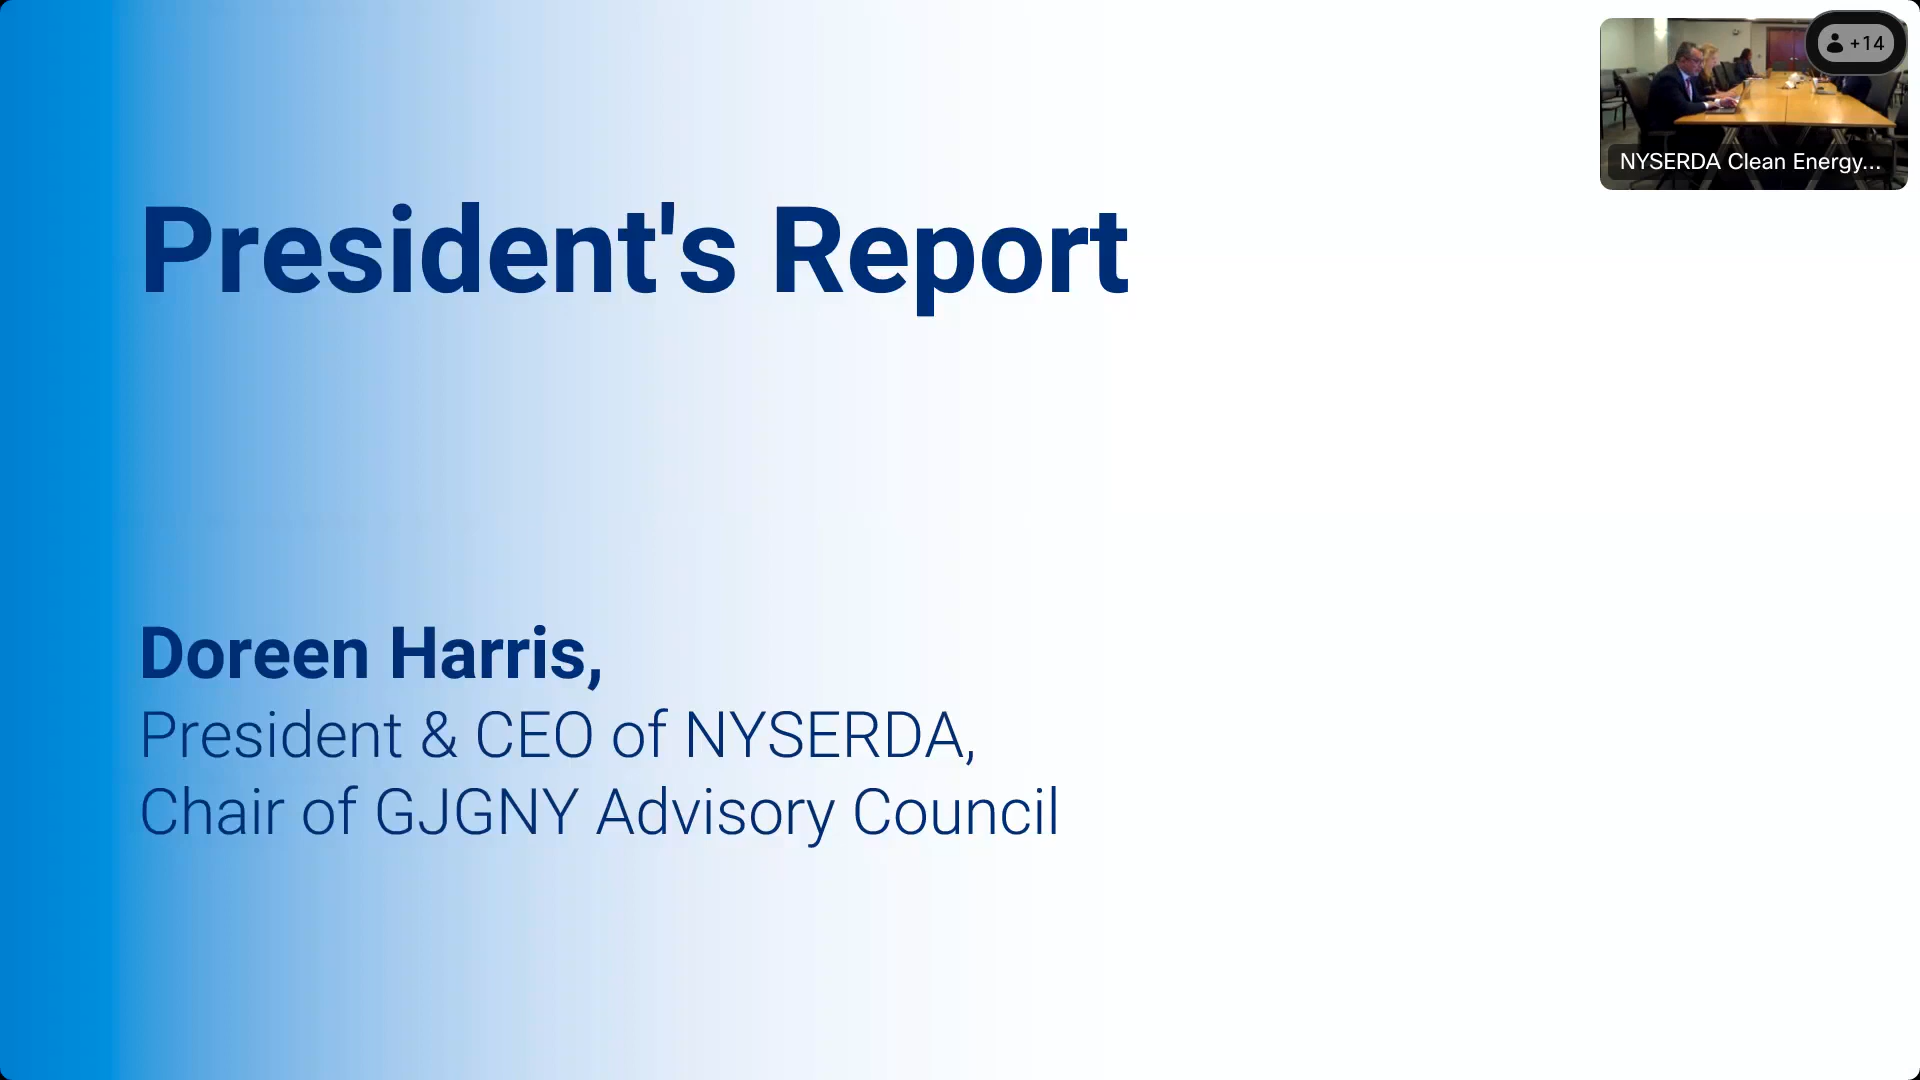 +14
NYSERDA Clean Energy...
President's Report
Doreen Harris,
President & CEO of NYSERDA,
Chair of GJGNY Advisory Council